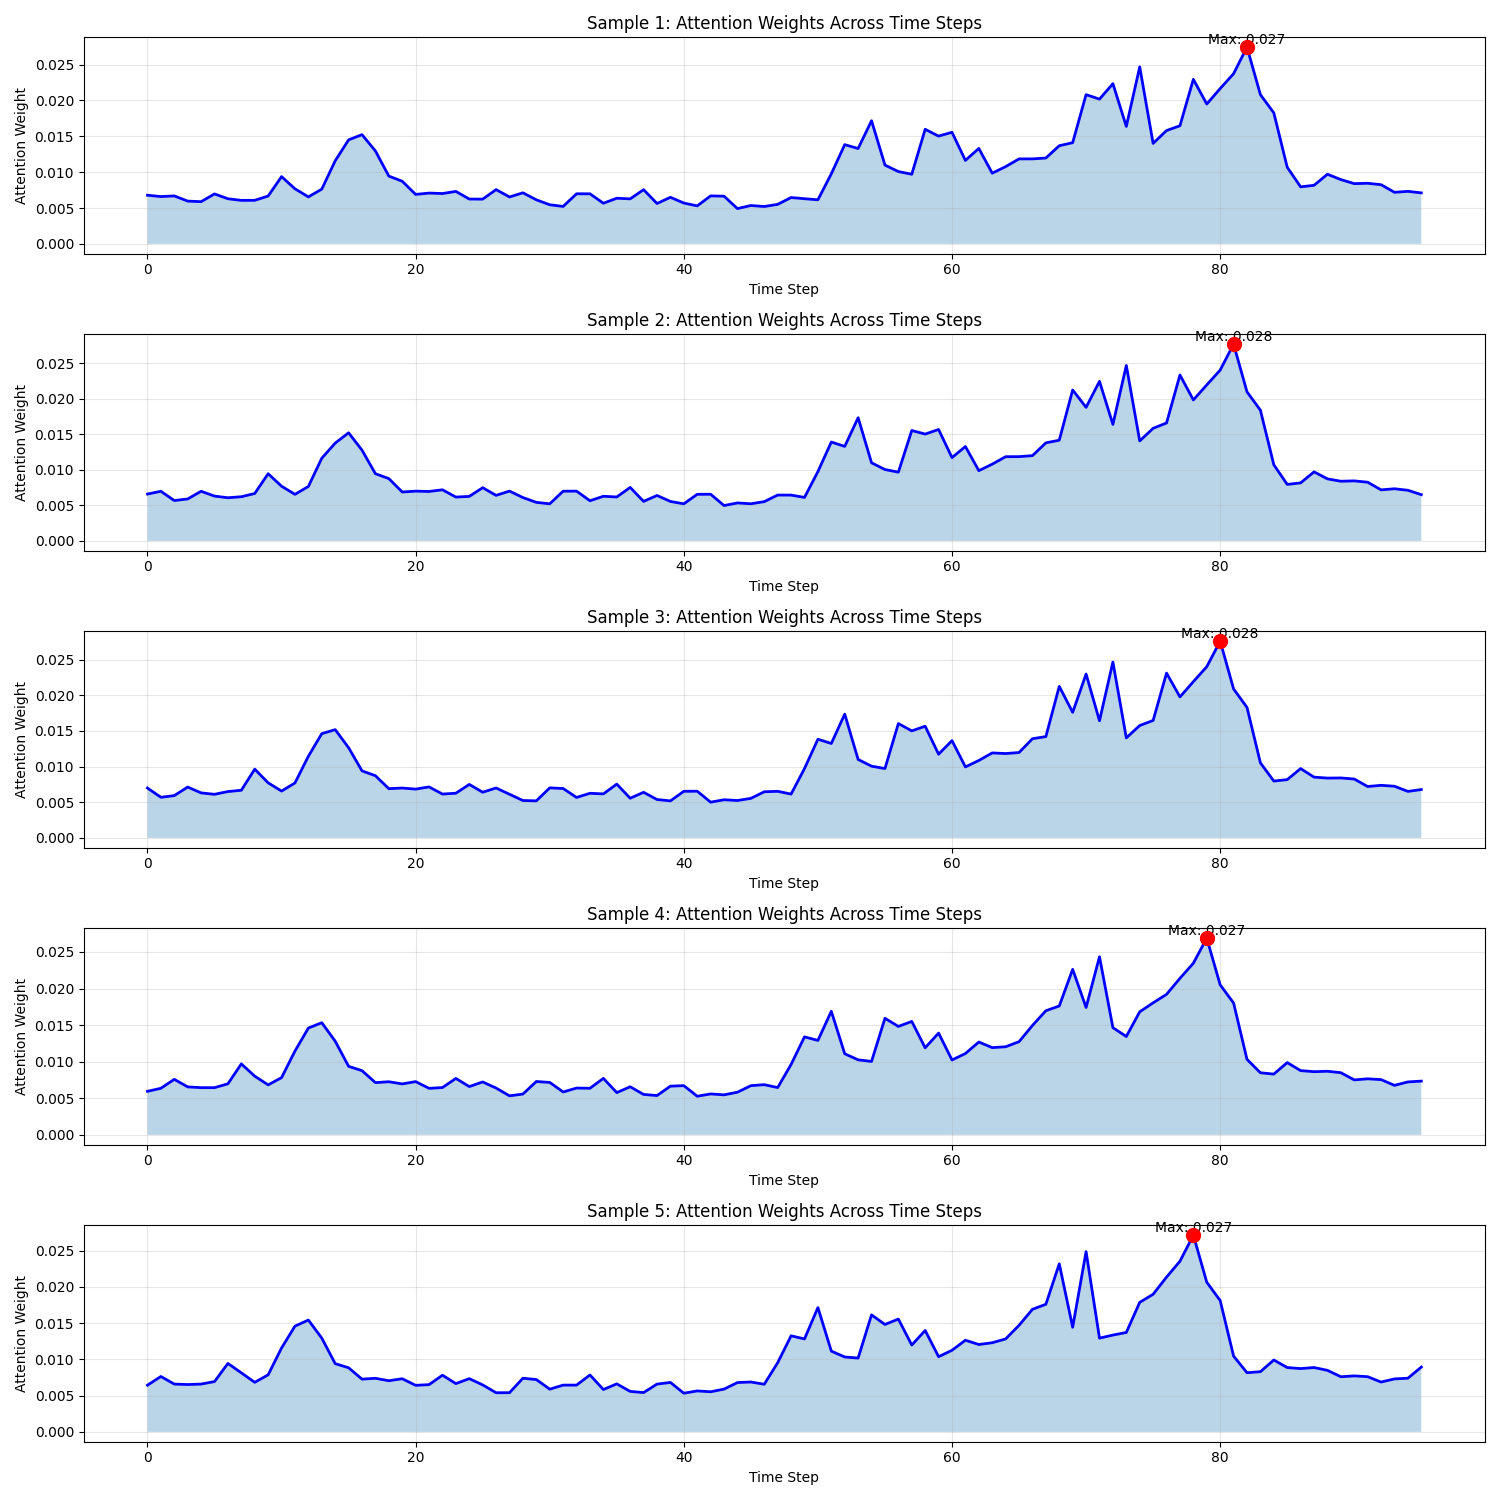 Sample 1: Attention Weights Across Time Steps
Max: 0.027
Attention Weight
0.025
0.020
0.015
0.010
0.005
0.000
0 20 40 60 80
Time Step
Sample 2: Attention Weights Across Time Steps
Max: 0.028
Attention Weight
0.025
0.020
0.015
0.010
0.005
0.000
0 20 40 60 80
Time Step
Sample 3: Attention Weights Across Time Steps
Max: 0.028
Attention Weight
0.025
0.020
0.015
0.010
0.005
0.000
0 20 40 60 80
Time Step
Sample 4: Attention Weights Across Time Steps
Max: 0.027
Attention Weight
0.025
0.020
0.015
0.010
0.005
0.000
0 20 40 60 80
Time Step
Sample 5: Attention Weights Across Time Steps
Max: 0.027
Attention Weight
0.025
0.020
0.015
0.010
0.005
0.000
0 20 40 60 80
Time Step